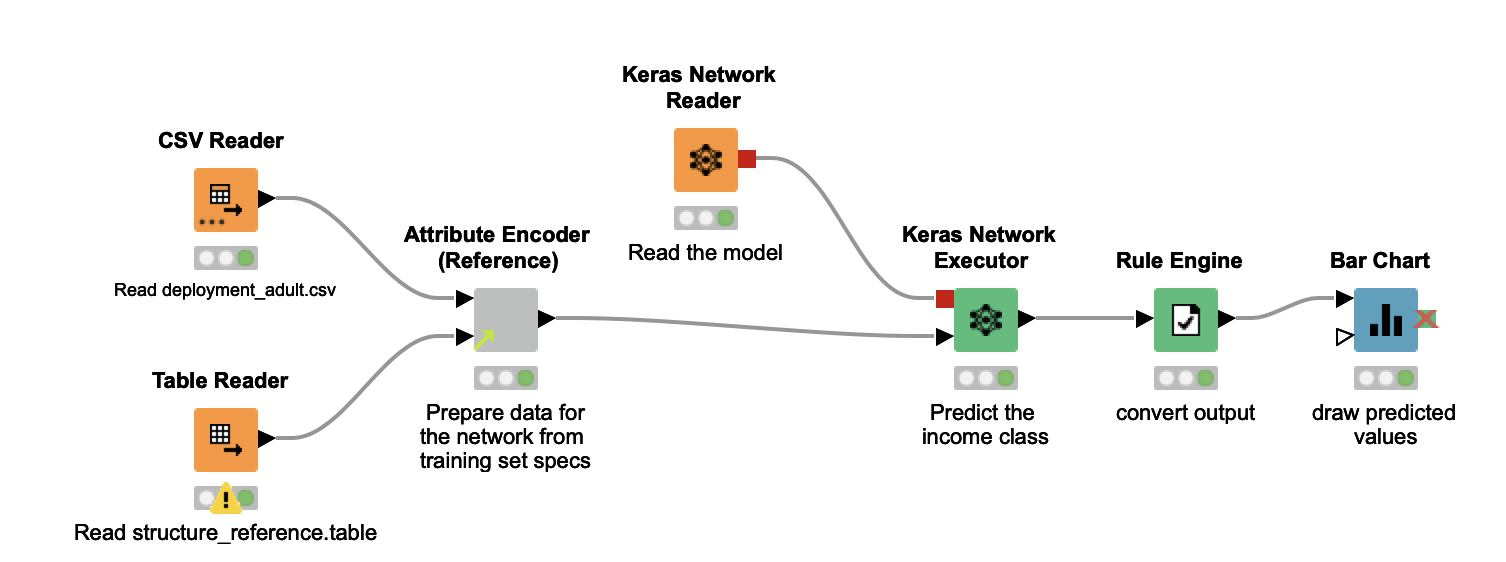 Keras Network
Reader
Read the model
CSV Reader
Read deployment_adult.csv
Attribute Encoder
(Reference)
Prepare data for
the network from
training set specs
Table Reader
Read structure_reference.table
Keras Network
Executor
Predict the
income class
Rule Engine
convert output
Bar Chart
draw predicted
values